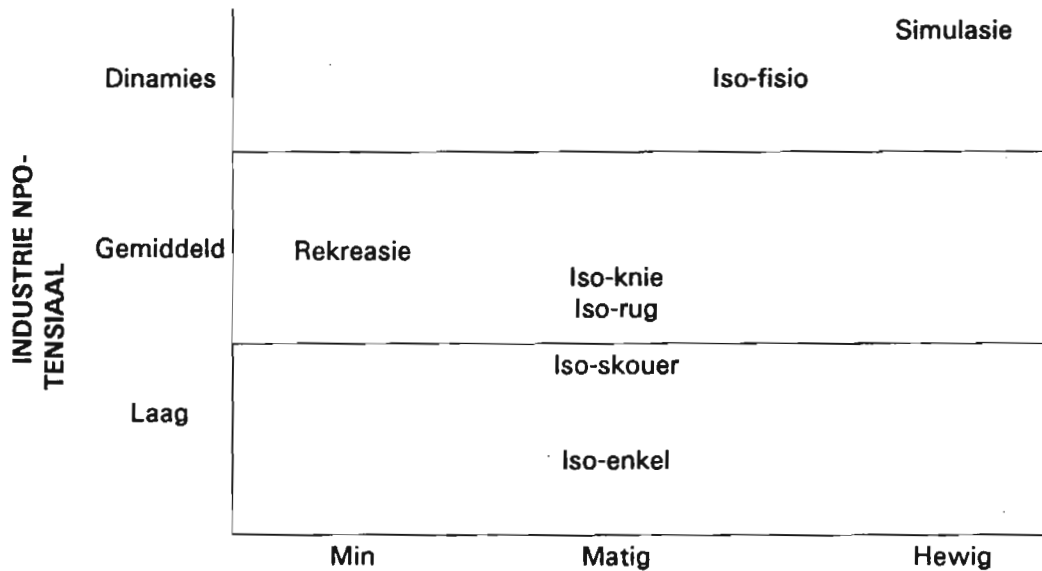 Simulasie
Dinamies
Iso-fisio
INDUSTRIE NPO-
TENSIAAL
Gemiddeld
Rekreasie
Iso-knie
Iso-rug
Iso-skouer
Laag
Iso-enkel
Min
Matig
Hewig